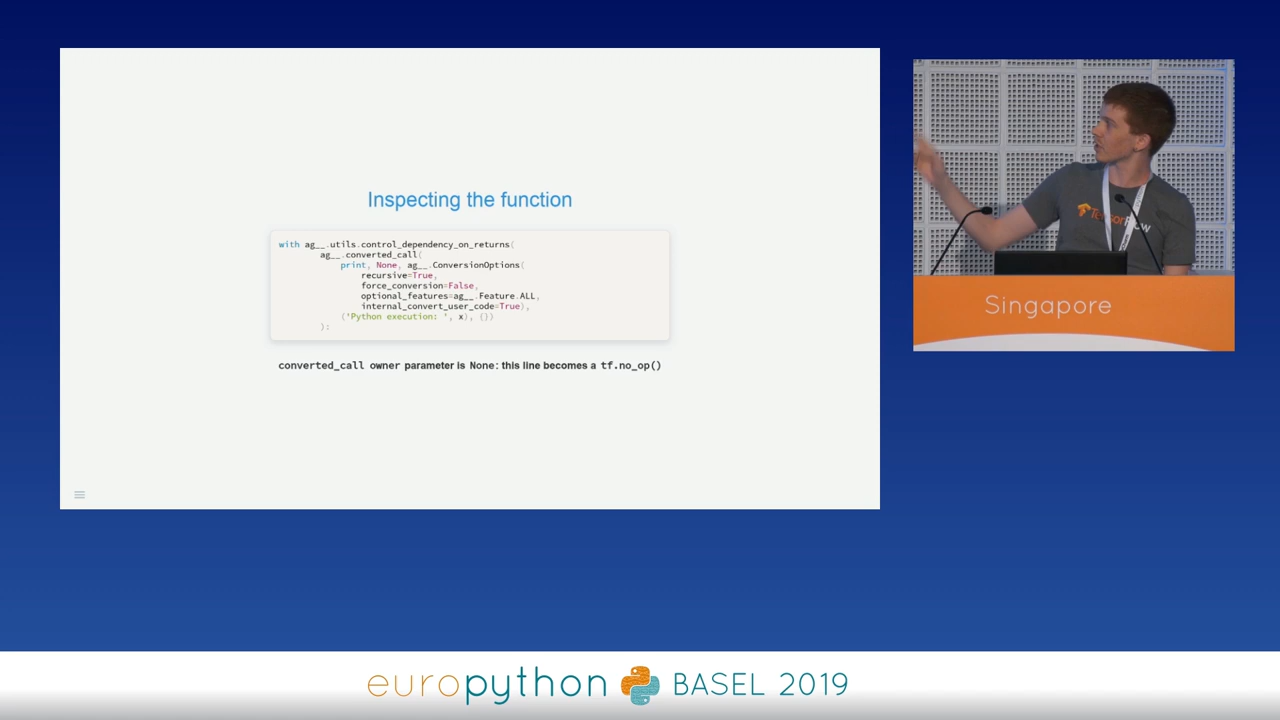 Inspecting the function
with ag__.utils.control_dependency_on_returns(
ag__.converted_call(
print, None, ag__.ConversionOptions(
recursive=True,
force_conversion=False,
optional_features=ag__.Feature.ALL,
internal_convert_user_code=True),
('Python execution: ', x), {})
):
converted_call owner parameter is None: this line becomes a tf.no_op()
TensorFlow
Singapore
europython BASEL 2019